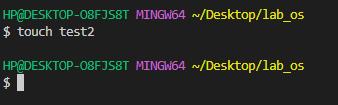 HP@DESKTOP-O8FJS8T MINGW64 ~/Desktop/lab_os
$ touch test2
HP@DESKTOP-O8FJS8T MINGW64 ~/Desktop/lab_os
$